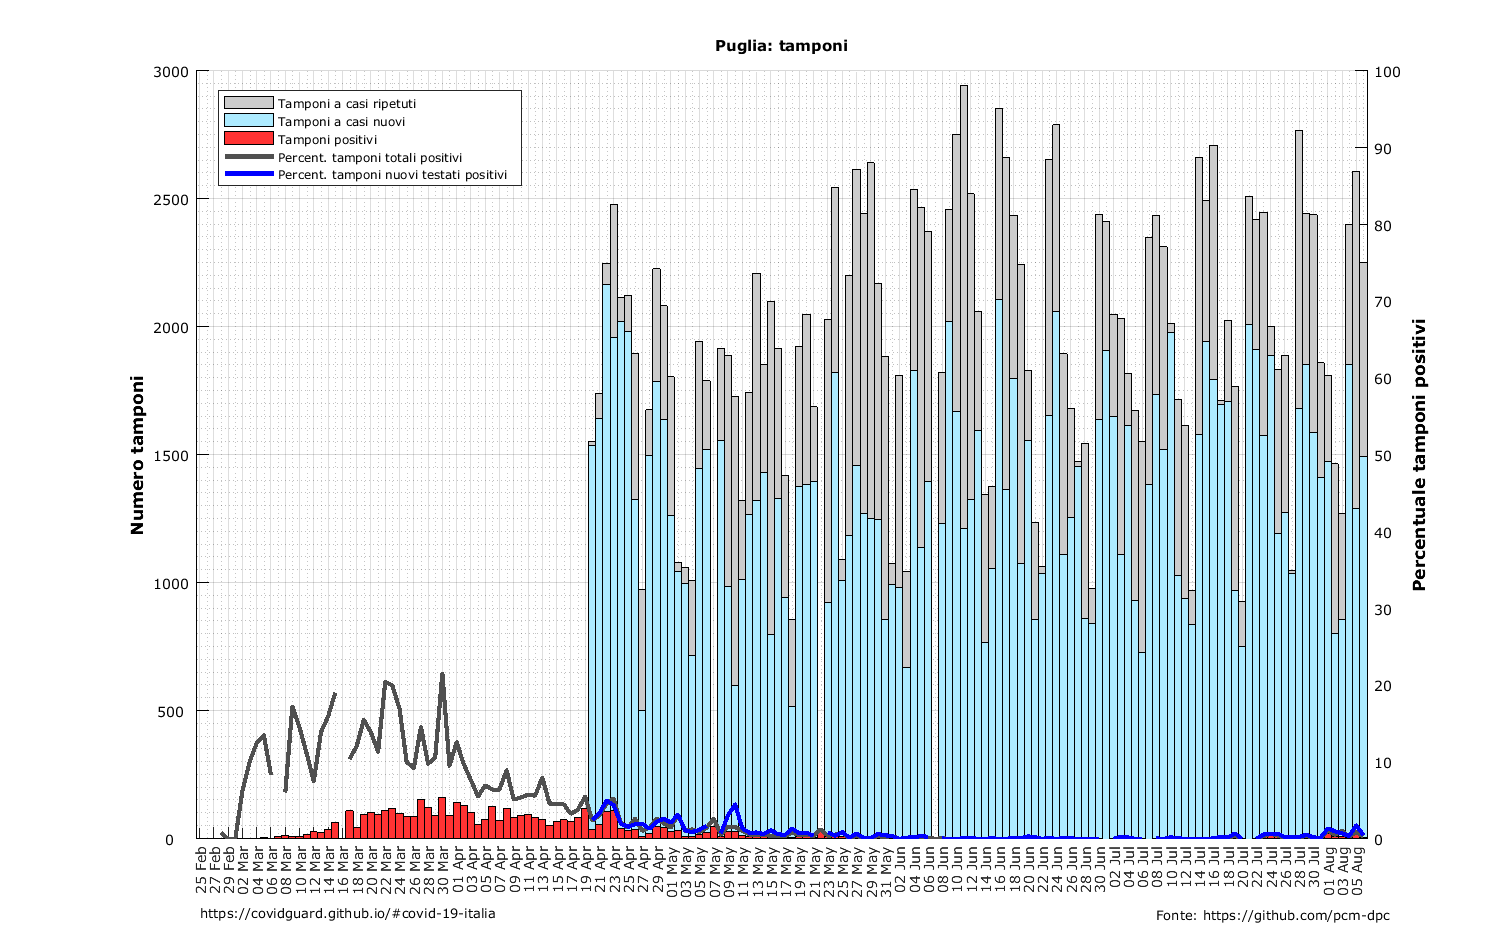 Puglia: tamponi
3000
2500
2000
1500
1000
500
0
100
90
80
70
60
50
40
30
20
10
0
Numero tamponi
Percentuale tamponi positivi
Tamponi a casi ripetuti
Tamponi a casi nuovi
Tamponi positivi
Percent. tamponi totali positivi
Percent. tamponi nuovi testati positivi
25 Feb
27 Feb
29 Feb
02 Mar
04 Mar
06 Mar
08 Mar
10 Mar
12 Mar
14 Mar
16 Mar
18 Mar
20 Mar
22 Mar
24 Mar
26 Mar
28 Mar
30 Mar
01 Apr
03 Apr
05 Apr
07 Apr
09 Apr
11 Apr
13 Apr
15 Apr
17 Apr
19 Apr
21 Apr
23 Apr
25 Apr
27 Apr
29 Apr
01 May
03 May
05 May
07 May
09 May
11 May
13 May
15 May
17 May
19 May
21 May
23 May
25 May
27 May
29 May
31 May
02 Jun
04 Jun
06 Jun
08 Jun
10 Jun
12 Jun
14 Jun
16 Jun
18 Jun
20 Jun
22 Jun
24 Jun
26 Jun
28 Jun
30 Jun
02 Jul
04 Jul
06 Jul
08 Jul
10 Jul
12 Jul
14 Jul
16 Jul
18 Jul
20 Jul
22 Jul
24 Jul
26 Jul
28 Jul
30 Jul
01 Aug
03 Aug
05 Aug
https://covidguard.github.io/#covid-19-italia
Fonte: https://github.com/pcm-dpc